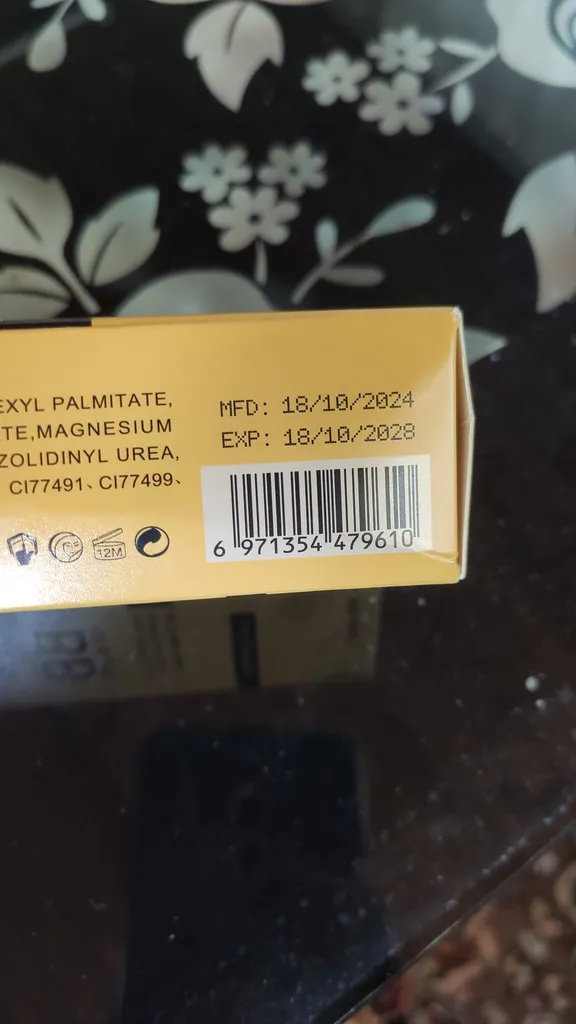 EXYL PALMITATE,
TE,MAGNESIUM
ZOLIDINYL UREA,
CI77491、CI77499、
MFD: 18/10/2024
EXP: 18/10/2028
12M
6 971354 479610
BB